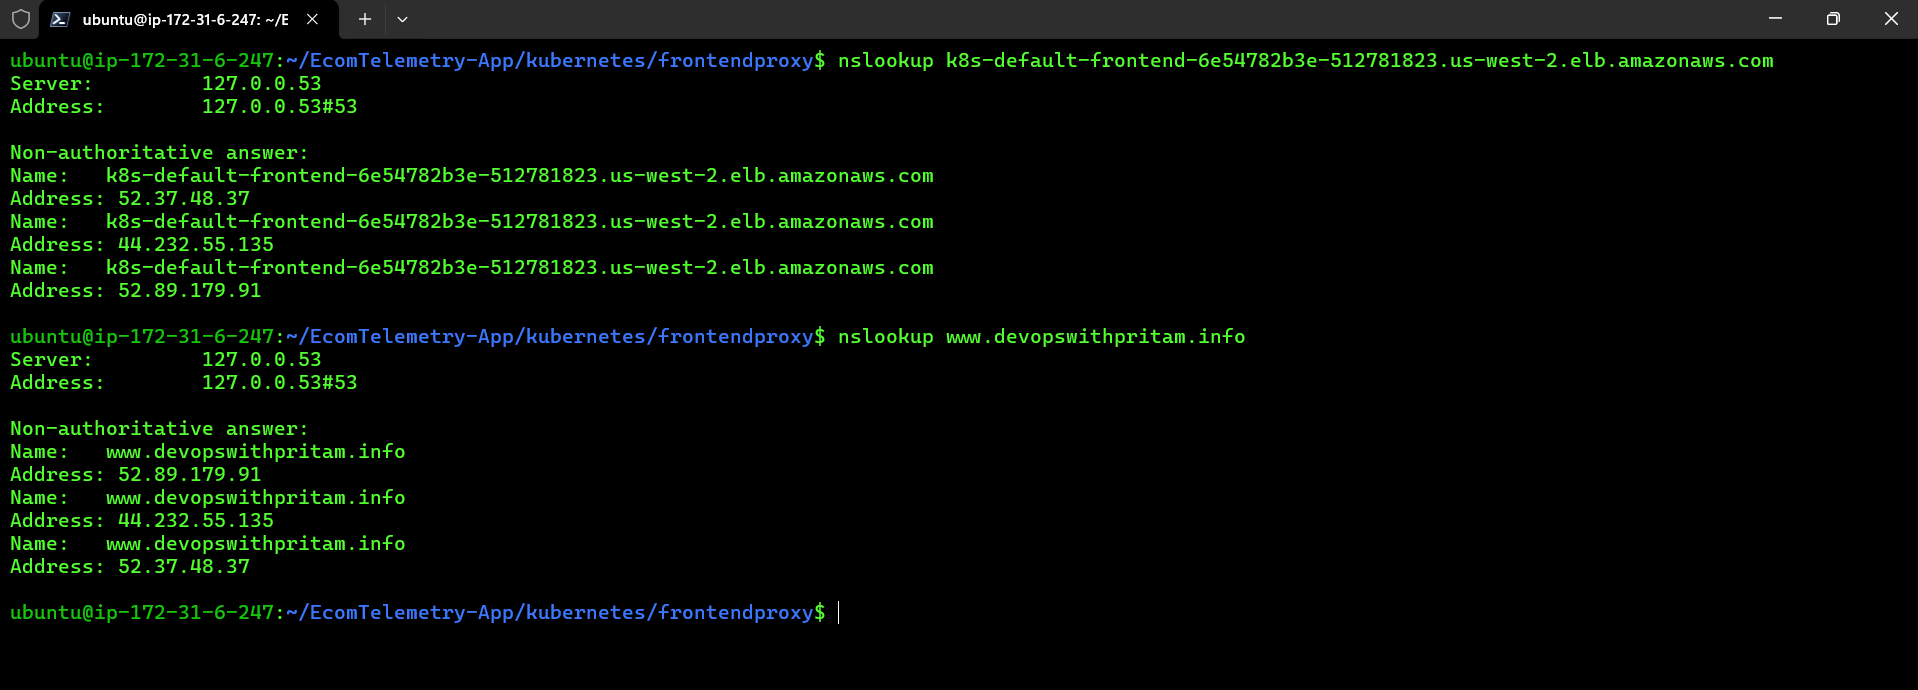 ubuntu@ip-172-31-6-247: ~/E
ubuntu@ip-172-31-6-247:~/EcomTelemetry-App/kubernetes/frontendproxy$ nslookup k8s-default-frontend-6e54782b3e-512781823.us-west-2.elb.amazonaws.com
Server:         127.0.0.53
Address:        127.0.0.53#53

Non-authoritative answer:
Name:   k8s-default-frontend-6e54782b3e-512781823.us-west-2.elb.amazonaws.com
Address: 52.37.48.37
Name:   k8s-default-frontend-6e54782b3e-512781823.us-west-2.elb.amazonaws.com
Address: 44.232.55.135
Name:   k8s-default-frontend-6e54782b3e-512781823.us-west-2.elb.amazonaws.com
Address: 52.89.179.91

ubuntu@ip-172-31-6-247:~/EcomTelemetry-App/kubernetes/frontendproxy$ nslookup www.devopswithpritam.info
Server:         127.0.0.53
Address:        127.0.0.53#53

Non-authoritative answer:
Name:   www.devopswithpritam.info
Address: 52.89.179.91
Name:   www.devopswithpritam.info
Address: 44.232.55.135
Name:   www.devopswithpritam.info
Address: 52.37.48.37

ubuntu@ip-172-31-6-247:~/EcomTelemetry-App/kubernetes/frontendproxy$